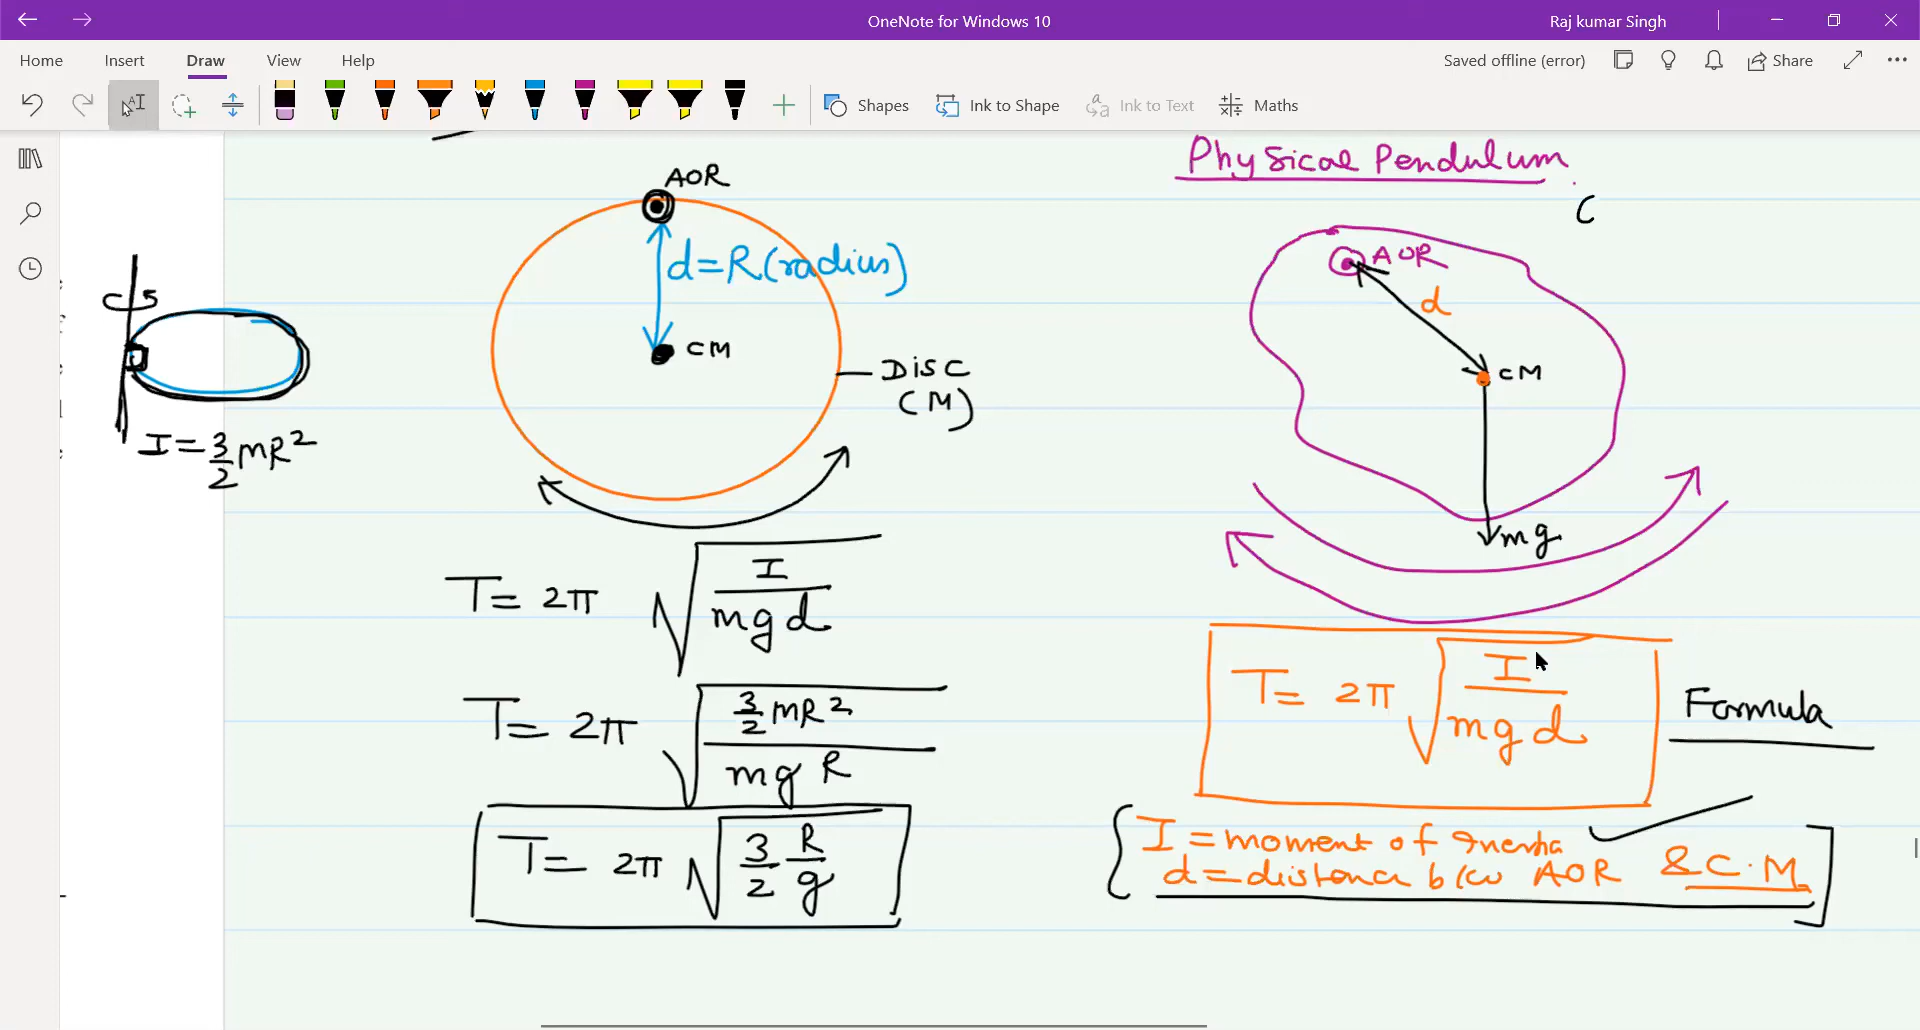 OneNote for Windows 10
Raj kumar Singh
Home Insert Draw View Help
Saved offline (error)
Share
Shapes
Ink to Shape
Ink to Text
Maths
Physical Pendulum
AOR
d=R(radius)
CM
DISC
(M)
I=3/2 MR²
T= 2π √(I/mgd)
T= 2π √(3/2 MR²/mgR)
T= 2π √(3/2 R/g)
C
AOR
d
CM
mg
T= 2π √(I/mgd)
Formula
I = moment of Inertia
d=distance b/w AOR & C.M